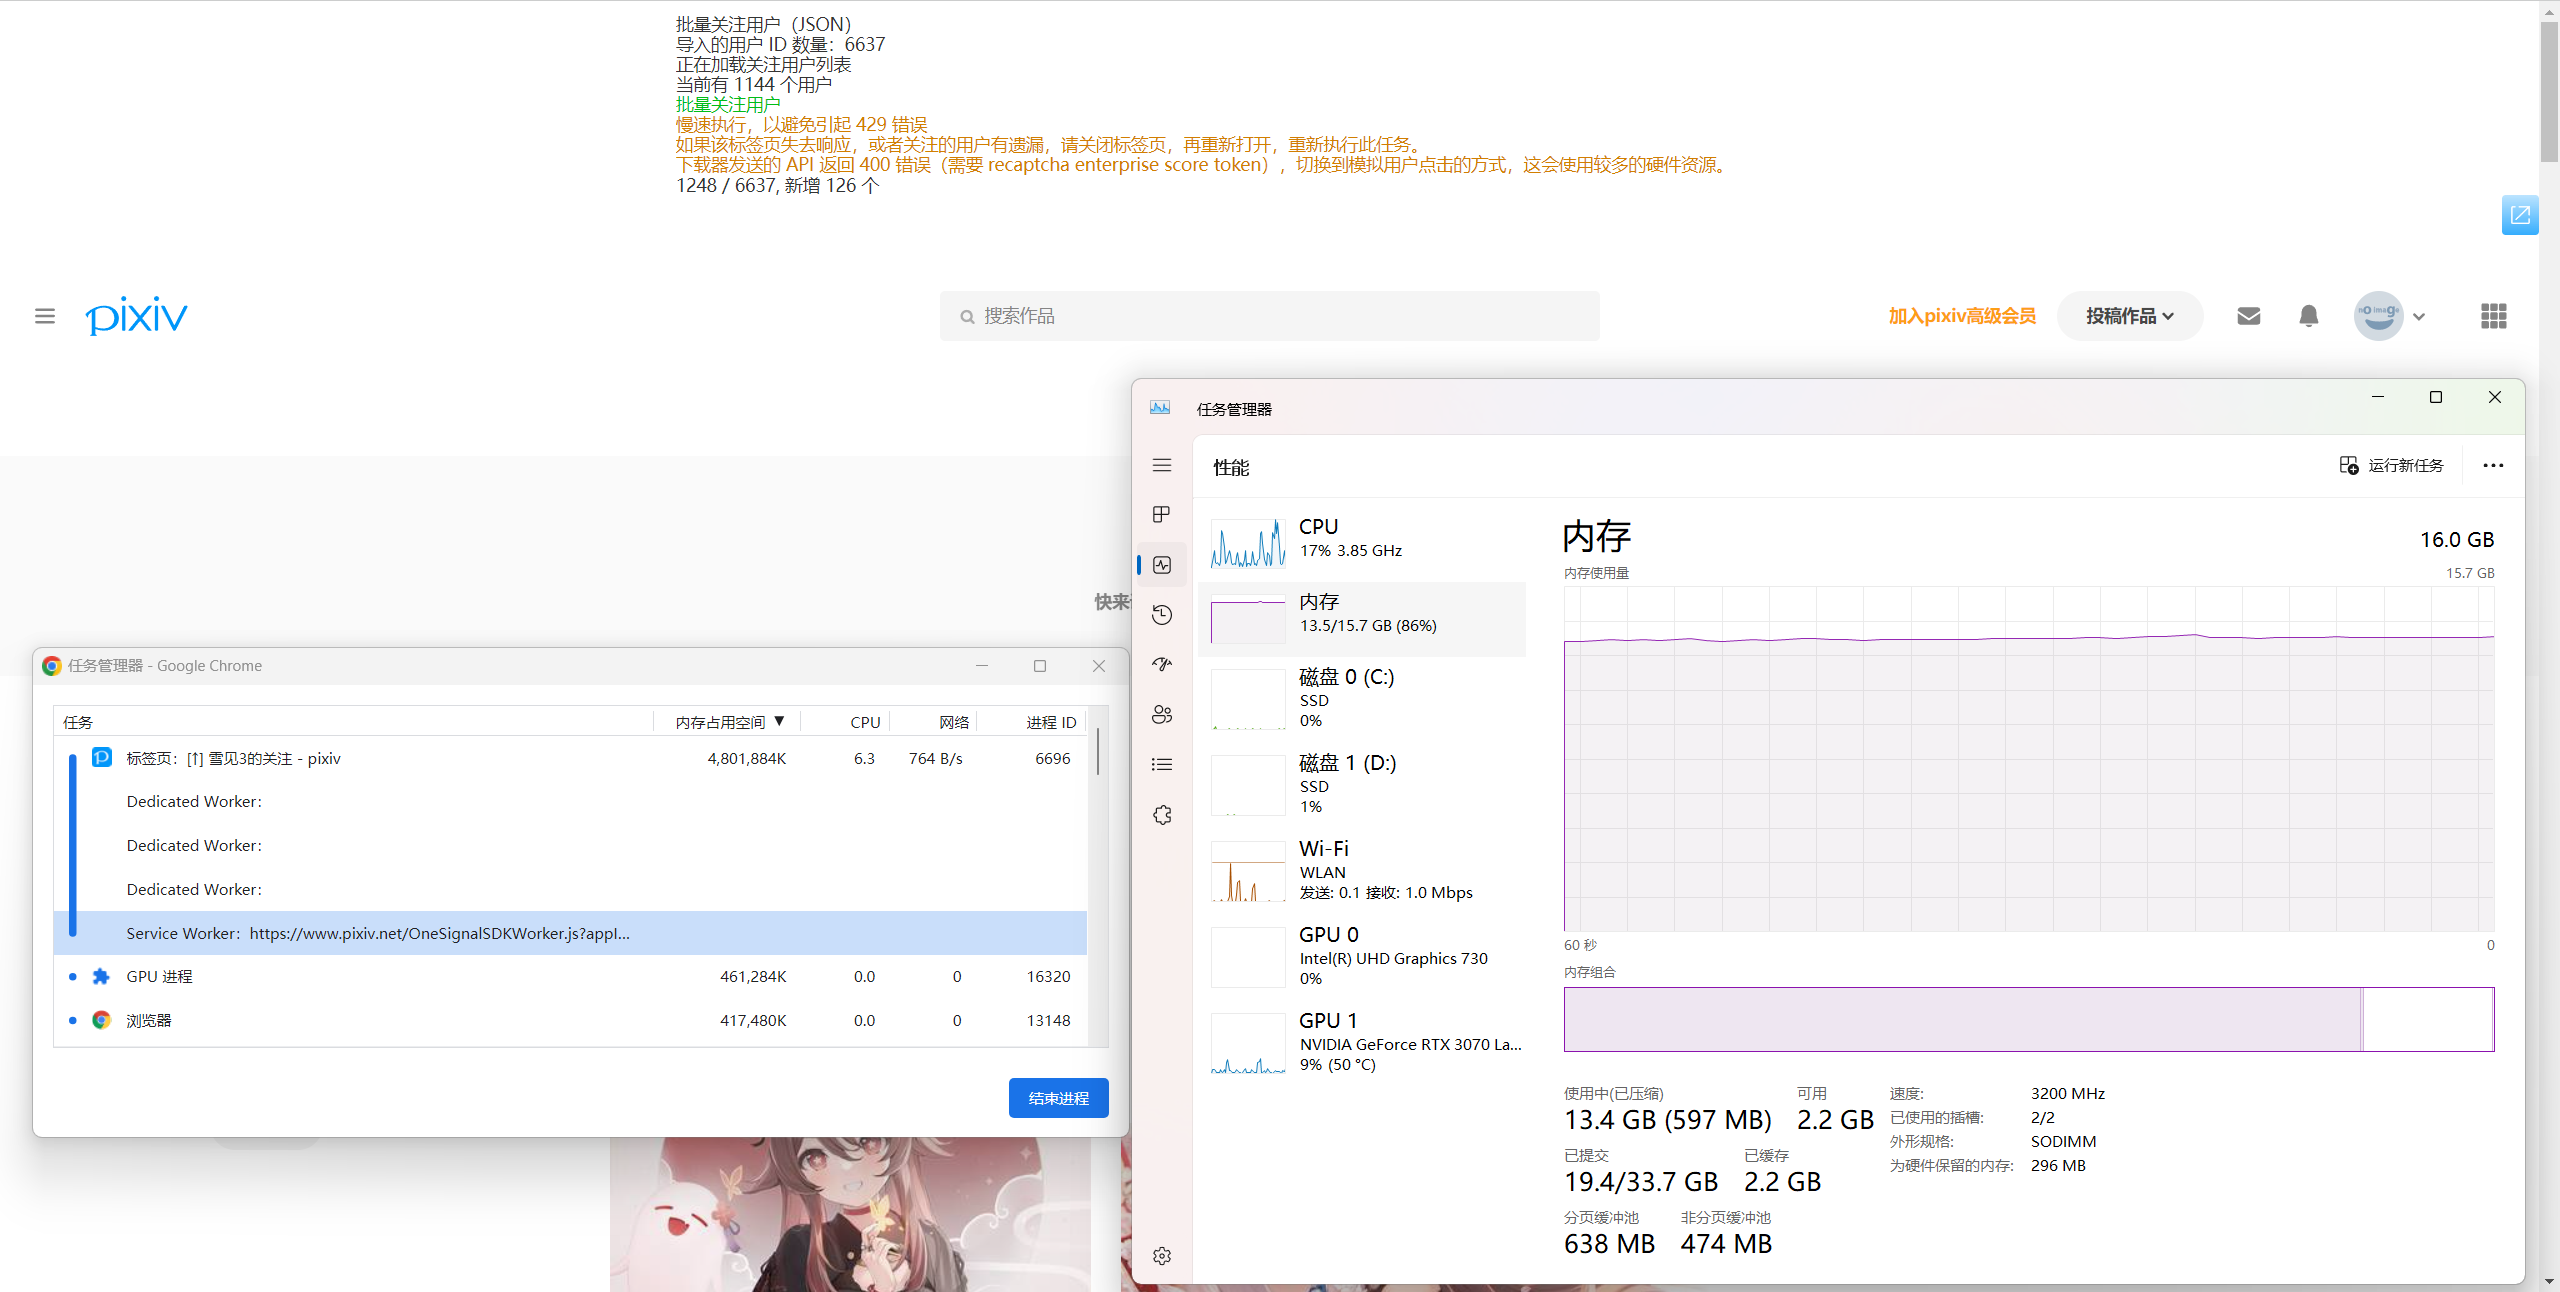 批量关注用户（JSON）
导入的用户 ID 数量：6637
正在加载关注用户列表
当前有 1144 个用户
批量关注用户
慢速执行，以避免引起 429 错误
如果该标签页失去响应，或者关注的用户有遗漏，请关闭标签页，再重新打开，重新执行此任务。
下载器发送的 API 返回 400 错误（需要 recaptcha enterprise score token），切换到模拟用户点击的方式，这会使用较多的硬件资源。
1248 / 6637, 新增 126 个
pixiv
搜索作品
加入pixiv高级会员
投稿作品
no image
快来
任务管理器 - Google Chrome
任务 内存占用空间 ▼ CPU 网络 进程 ID
标签页：[↑] 雪见3的关注 - pixiv 4,801,884K 6.3 764 B/s 6696
Dedicated Worker:
Dedicated Worker:
Dedicated Worker:
Service Worker：https://www.pixiv.net/OneSignalSDKWorker.js?appI...
GPU 进程 461,284K 0.0 0 16320
浏览器 417,480K 0.0 0 13148
结束进程
任务管理器
性能
运行新任务
CPU
17% 3.85 GHz
内存
13.5/15.7 GB (86%)
磁盘 0 (C:)
SSD
0%
磁盘 1 (D:)
SSD
1%
Wi-Fi
WLAN
发送: 0.1 接收: 1.0 Mbps
GPU 0
Intel(R) UHD Graphics 730
0%
GPU 1
NVIDIA GeForce RTX 3070 La...
9% (50 °C)
内存 16.0 GB
内存使用量 15.7 GB
60 秒 0
内存组合
使用中(已压缩) 可用
13.4 GB (597 MB) 2.2 GB
已提交 已缓存
19.4/33.7 GB 2.2 GB
分页缓冲池 非分页缓冲池
638 MB 474 MB
速度: 3200 MHz
已使用的插槽: 2/2
外形规格: SODIMM
为硬件保留的内存: 296 MB